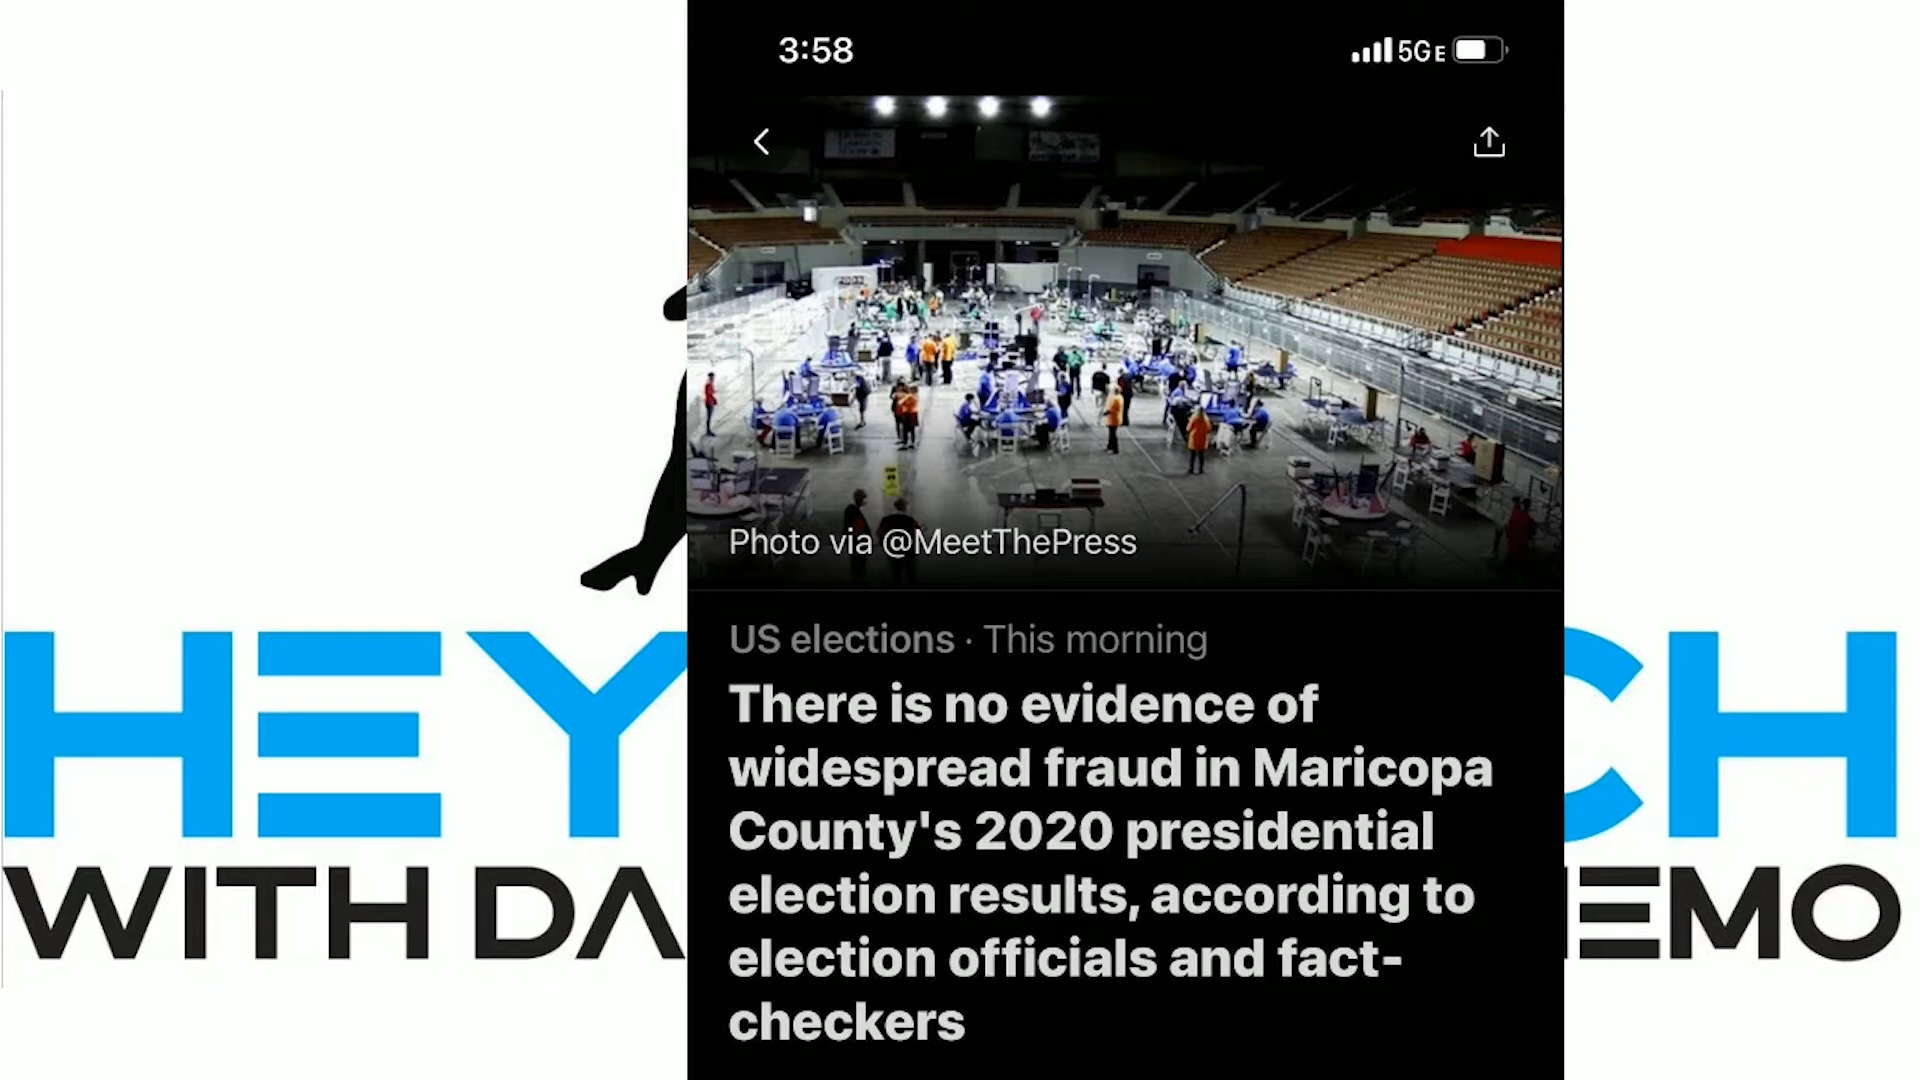 3:58
5GE
Photo via @MeetThePress
US elections · This morning
There is no evidence of
widespread fraud in Maricopa
County's 2020 presidential
election results, according to
election officials and fact-
checkers
HEY CH
WITH DA EMO